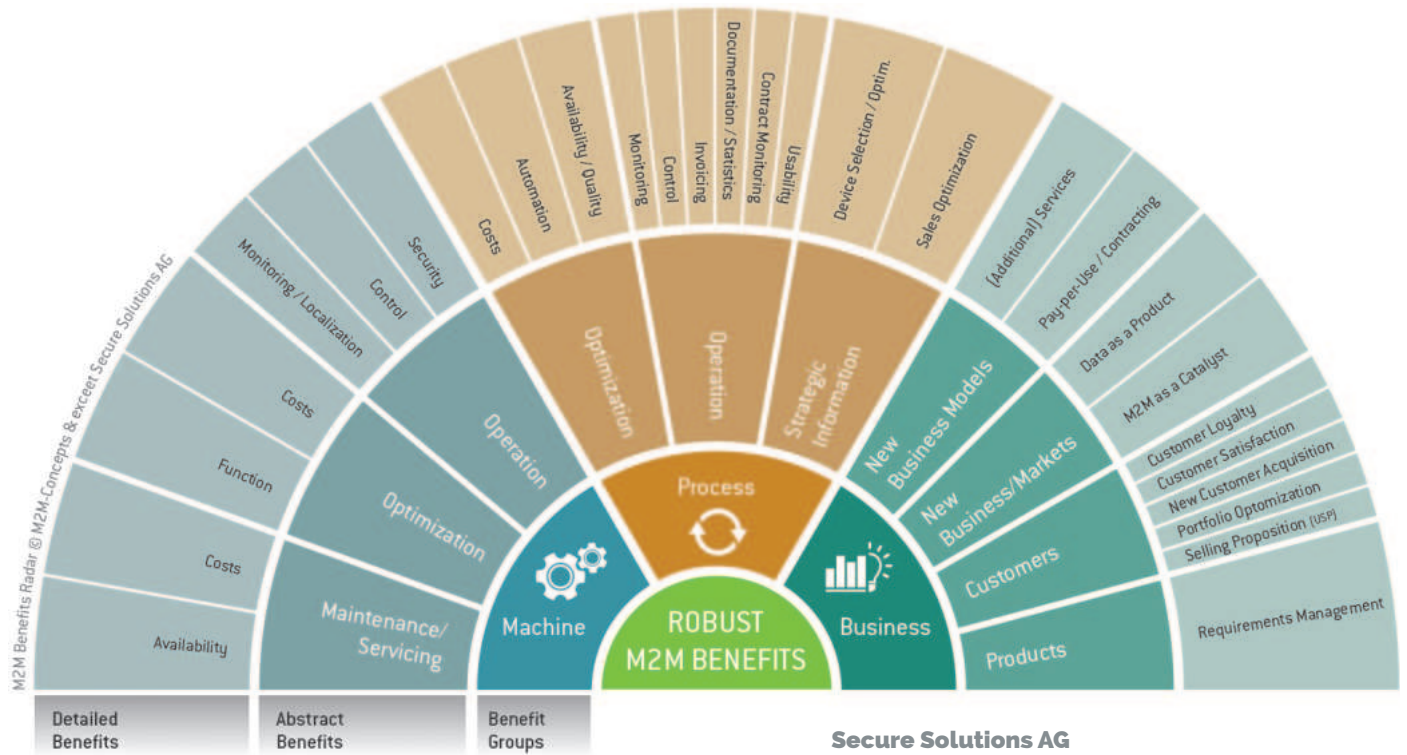 M2M Benefits Radar © M2M-Concepts & exceet Secure Solutions AG
Availability
Costs
Function
Costs
Monitoring / Localization
Control
Security
Costs
Automation
Availability / Quality
Monitoring
Control
Invoicing
Documentation / Statistics
Contract Monitoring
Usability
Device Selection / Optim.
Sales Optimization
(Additional) Services
Pay-per-Use / Contracting
Data as a Product
M2M as a Catalyst
Customer Loyalty
Customer Satisfaction
New Customer Acquisition
Portfolio Optomization
Selling Proposition (USP)
Requirements Management
Maintenance/
Servicing
Optimization
Operation
Optimization
Operation
Strategic
Information
New
Business Models
New
Business/Markets
Customers
Products
Machine
Process
Business
ROBUST
M2M BENEFITS
Detailed
Benefits
Abstract
Benefits
Benefit
Groups
Secure Solutions AG